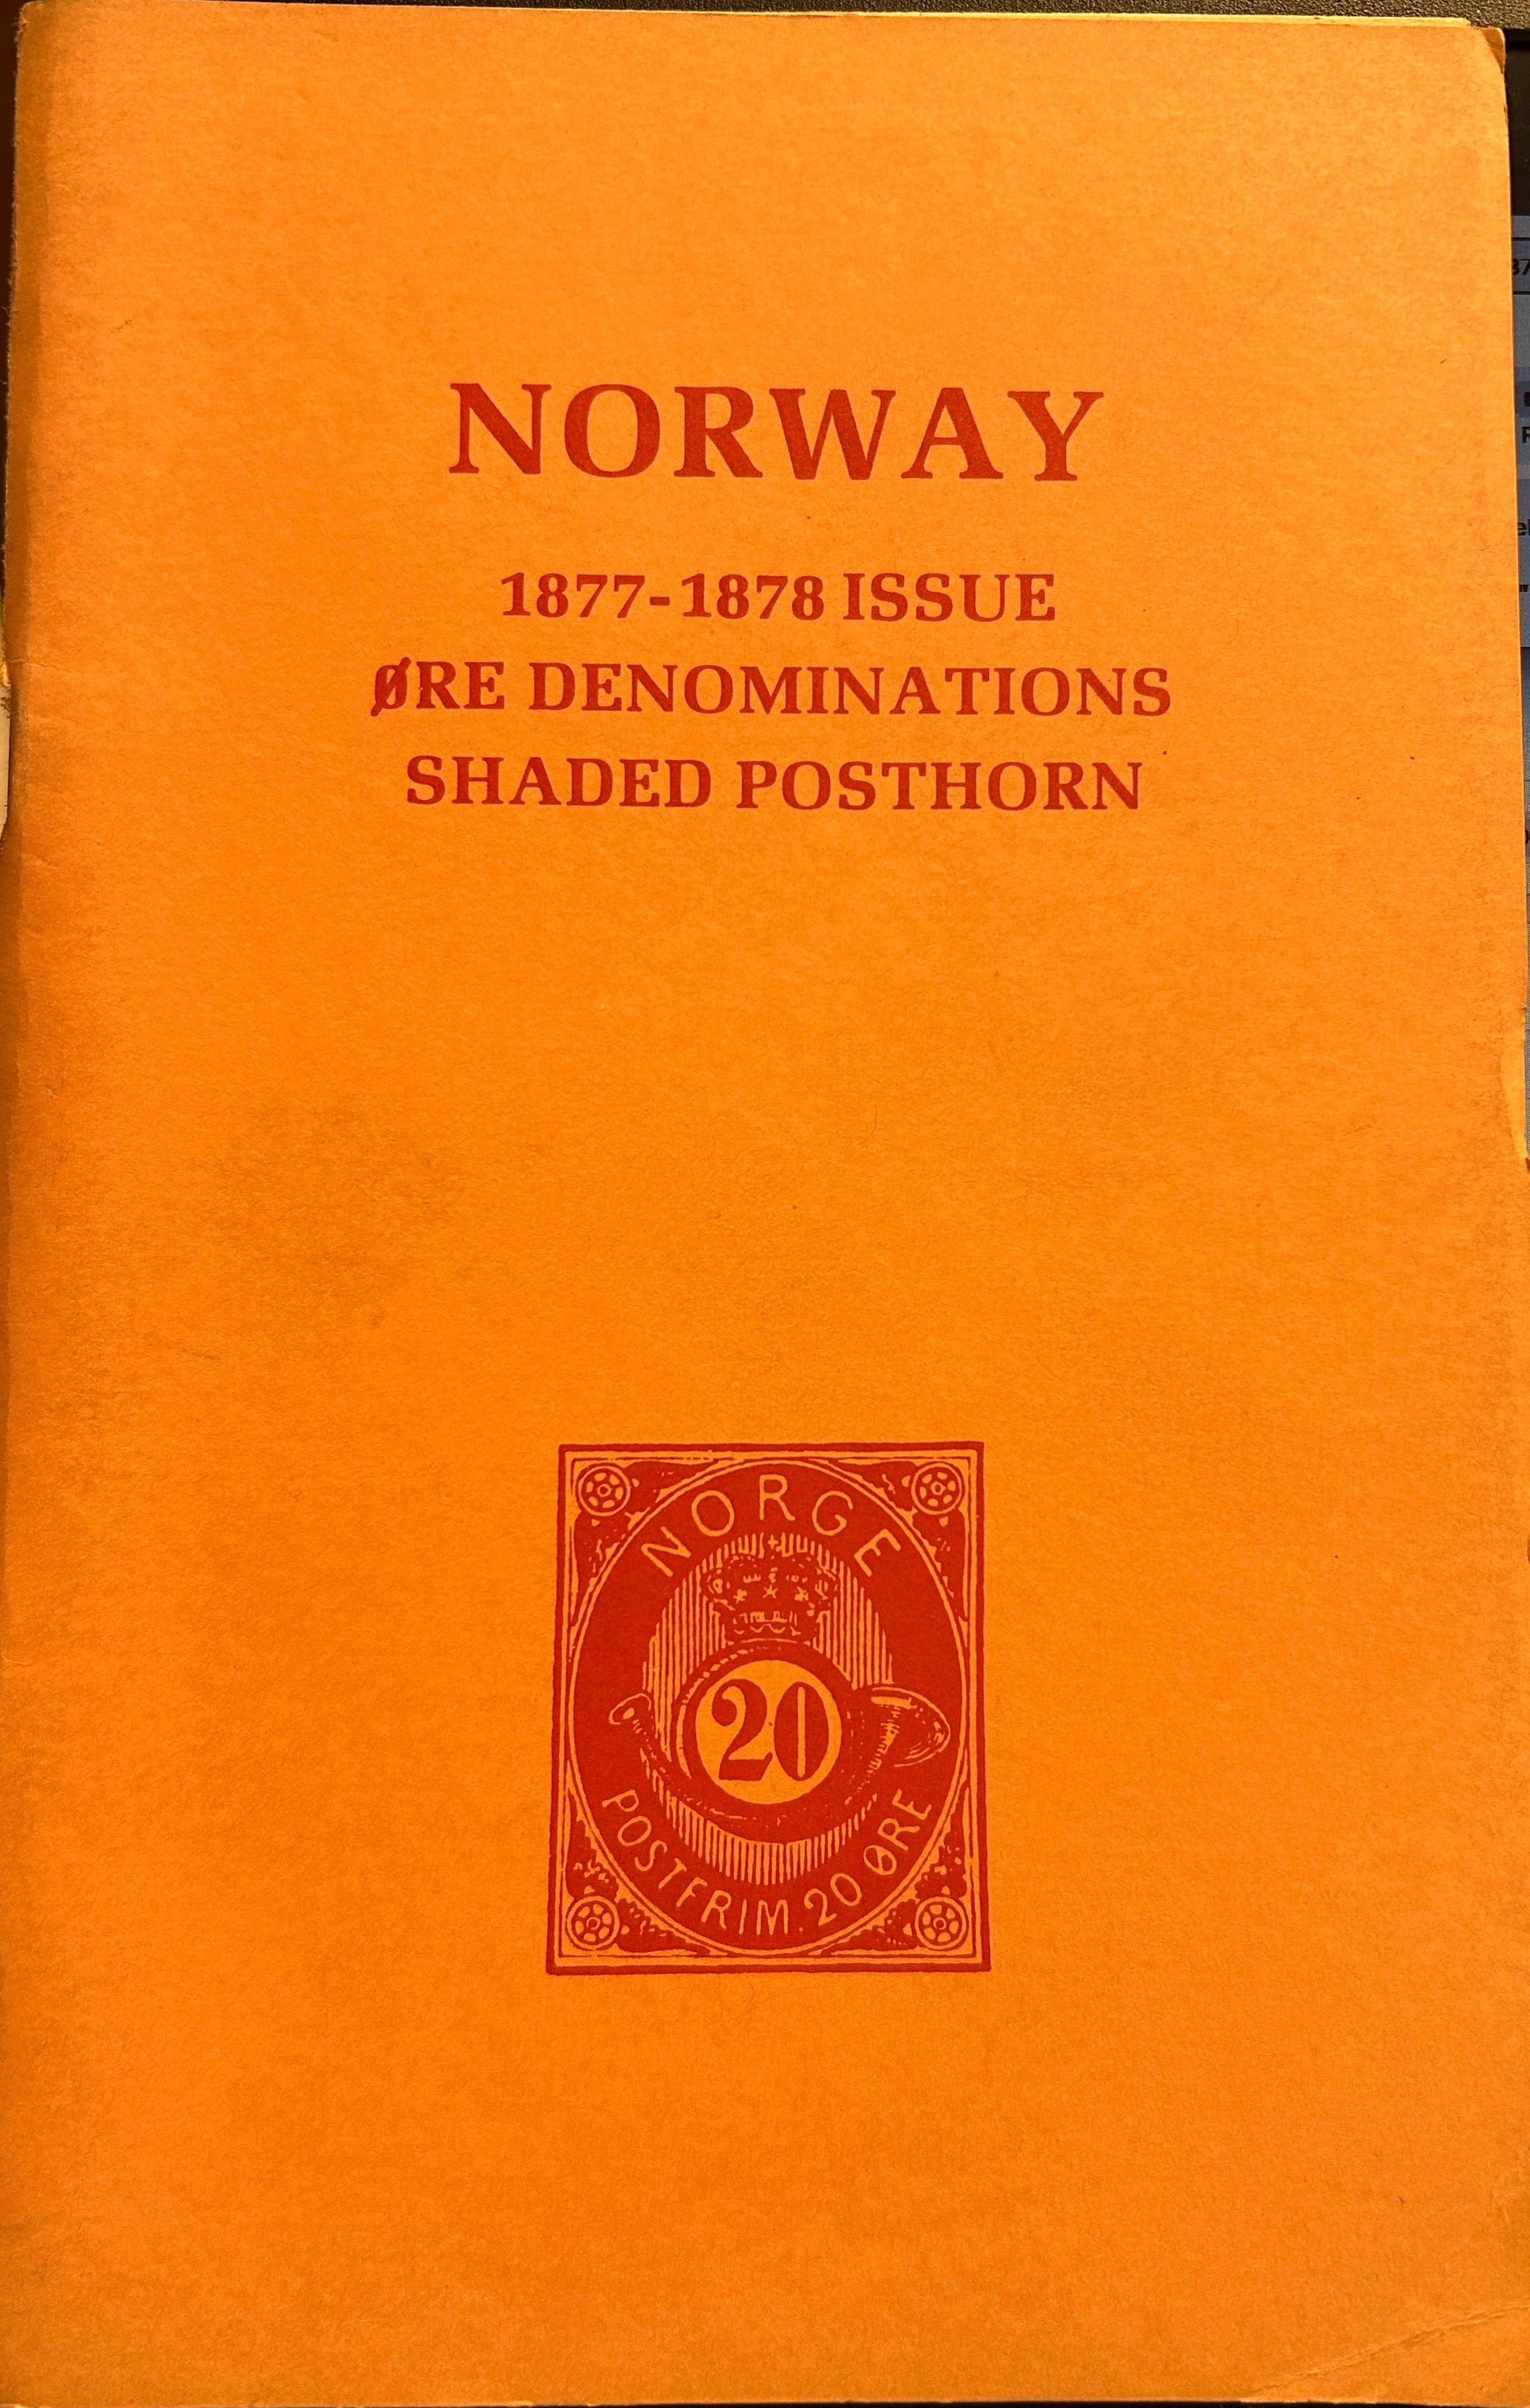 NORWAY
1877-1878 ISSUE
ØRE DENOMINATIONS
SHADED POSTHORN
NORGE
20
POSTFRIM. 20 ØRE